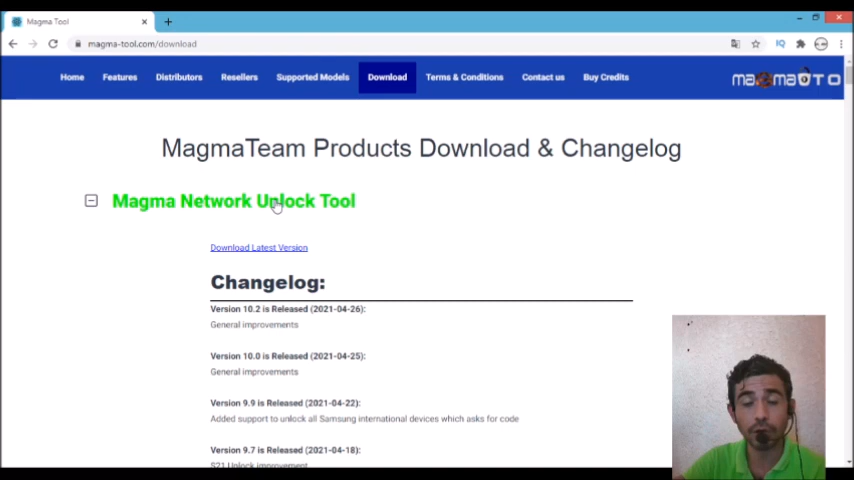 Magma Tool
magma-tool.com/download
Home Features Distributors Resellers Supported Models Download Terms & Conditions Contact us Buy Credits
MagmaTeam Products Download & Changelog
Magma Network Unlock Tool
Download Latest Version
Changelog:
Version 10.2 is Released (2021-04-26):
General improvements
Version 10.0 is Released (2021-04-25):
General improvements
Version 9.9 is Released (2021-04-22):
Added support to unlock all Samsung international devices which asks for code
Version 9.7 is Released (2021-04-18):
S21 Unlock improvement